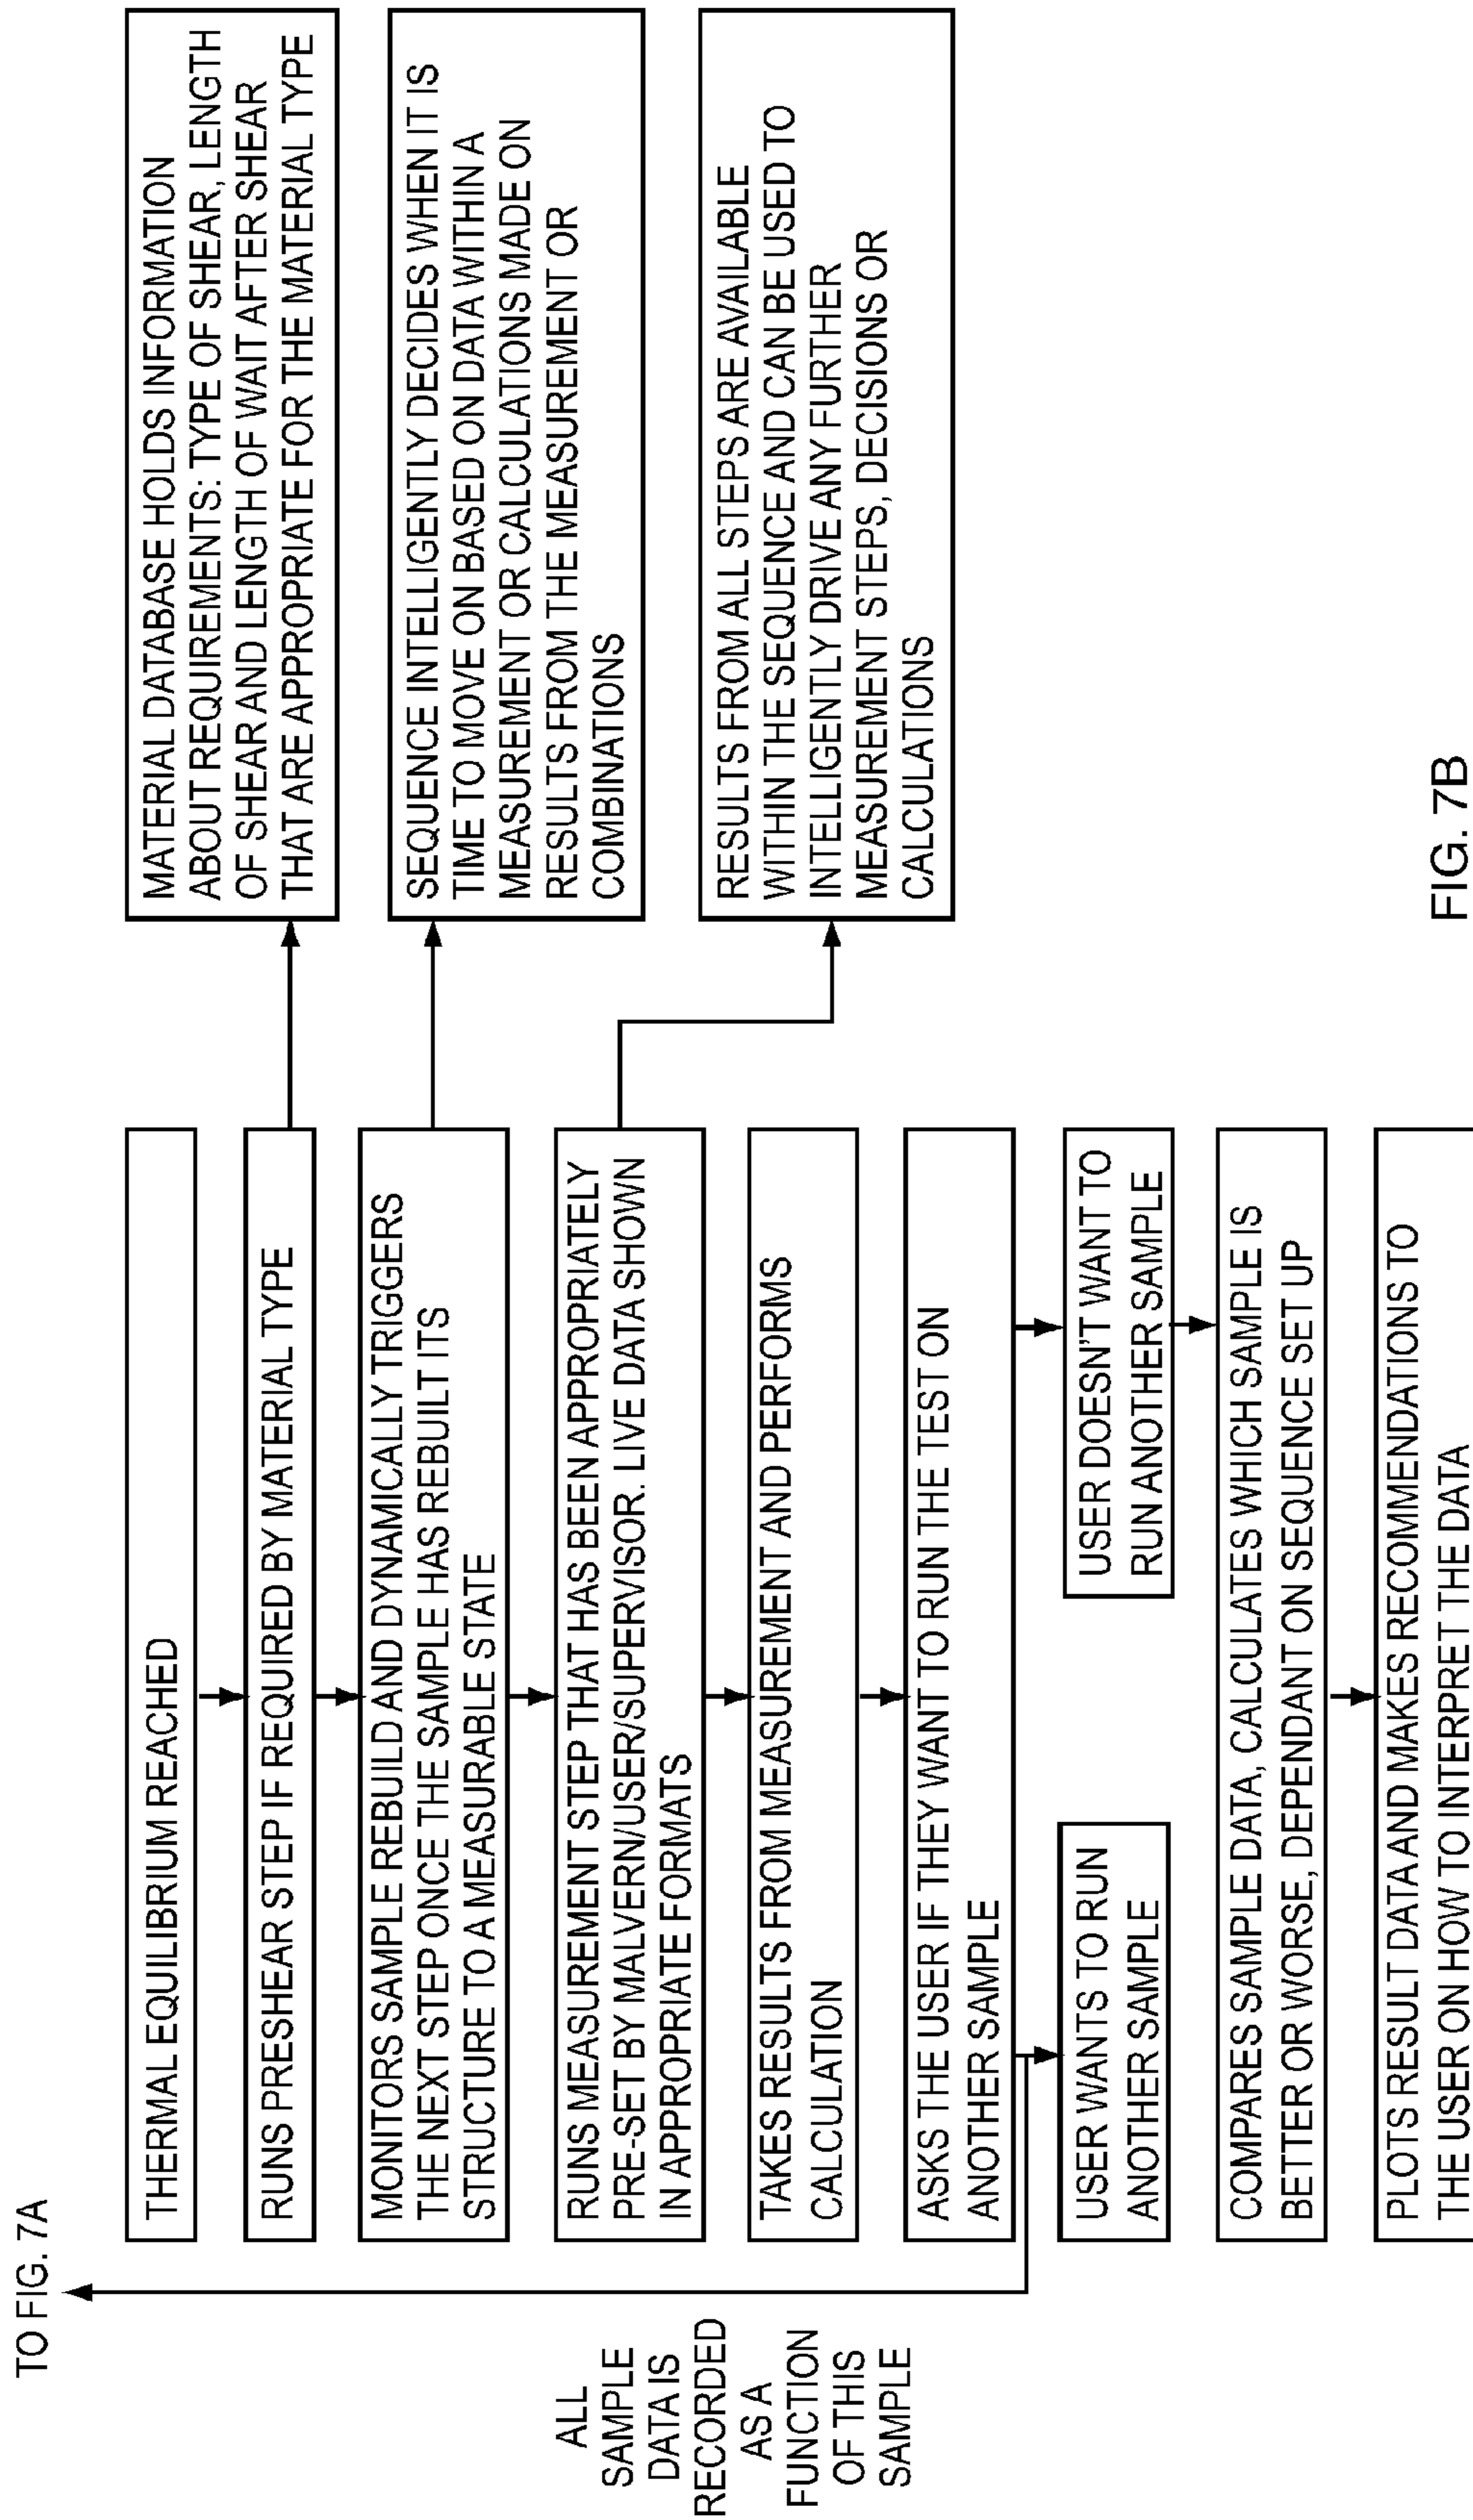 TO FIG. 7A
THERMAL EQUILIBRIUM REACHED
RUNS PRESHEAR STEP IF REQUIRED BY MATERIAL TYPE
MATERIAL DATABASE HOLDS INFORMATION
ABOUT REQUIREMENTS: TYPE OF SHEAR, LENGTH
OF SHEAR AND LENGTH OF WAIT AFTER SHEAR
THAT ARE APPROPRIATE FOR THE MATERIAL TYPE
MONITORS SAMPLE REBUILD AND DYNAMICALLY TRIGGERS
THE NEXT STEP ONCE THE SAMPLE HAS REBUILT ITS
STRUCTURE TO A MEASURABLE STATE
SEQUENCE INTELLIGENTLY DECIDES WHEN IT IS
TIME TO MOVE ON BASED ON DATA WITHIN A
MEASUREMENT OR CALCULATIONS MADE ON
RESULTS FROM THE MEASUREMENT OR
COMBINATIONS
RUNS MEASUREMENT STEP THAT HAS BEEN APPROPRIATELY
PRE-SET BY MALVERN/USER/SUPERVISOR. LIVE DATA SHOWN
IN APPROPRIATE FORMATS
RESULTS FROM ALL STEPS ARE AVAILABLE
WITHIN THE SEQUENCE AND CAN BE USED TO
INTELLIGENTLY DRIVE ANY FURTHER
MEASUREMENT STEPS, DECISIONS OR
CALCULATIONS
ALL
SAMPLE
DATA IS
RECORDED
AS A
FUNCTION
OF THIS
SAMPLE
TAKES RESULTS FROM MEASUREMENT AND PERFORMS
CALCULATION
ASKS THE USER IF THEY WANT TO RUN THE TEST ON
ANOTHER SAMPLE
USER WANTS TO RUN
ANOTHER SAMPLE
USER DOESN'T WANT TO
RUN ANOTHER SAMPLE
COMPARES SAMPLE DATA, CALCULATES WHICH SAMPLE IS
BETTER OR WORSE, DEPENDANT ON SEQUENCE SET UP
PLOTS RESULT DATA AND MAKES RECOMMENDATIONS TO
THE USER ON HOW TO INTERPRET THE DATA
FIG. 7B